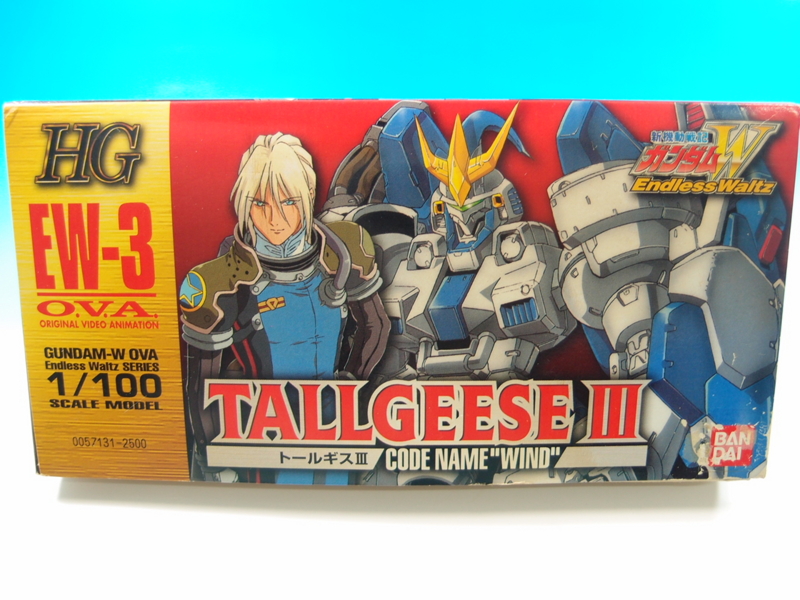 HG
EW-3
O.V.A.
ORIGINAL VIDEO ANIMATION
GUNDAM-W OVA
Endless Waltz SERIES
1/100
SCALE MODEL
0057131-2500
新機動戦記
ガンダムW
Endless Waltz
TALLGEESE III
トールギスIII
CODE NAME "WIND"
BAN
DAI